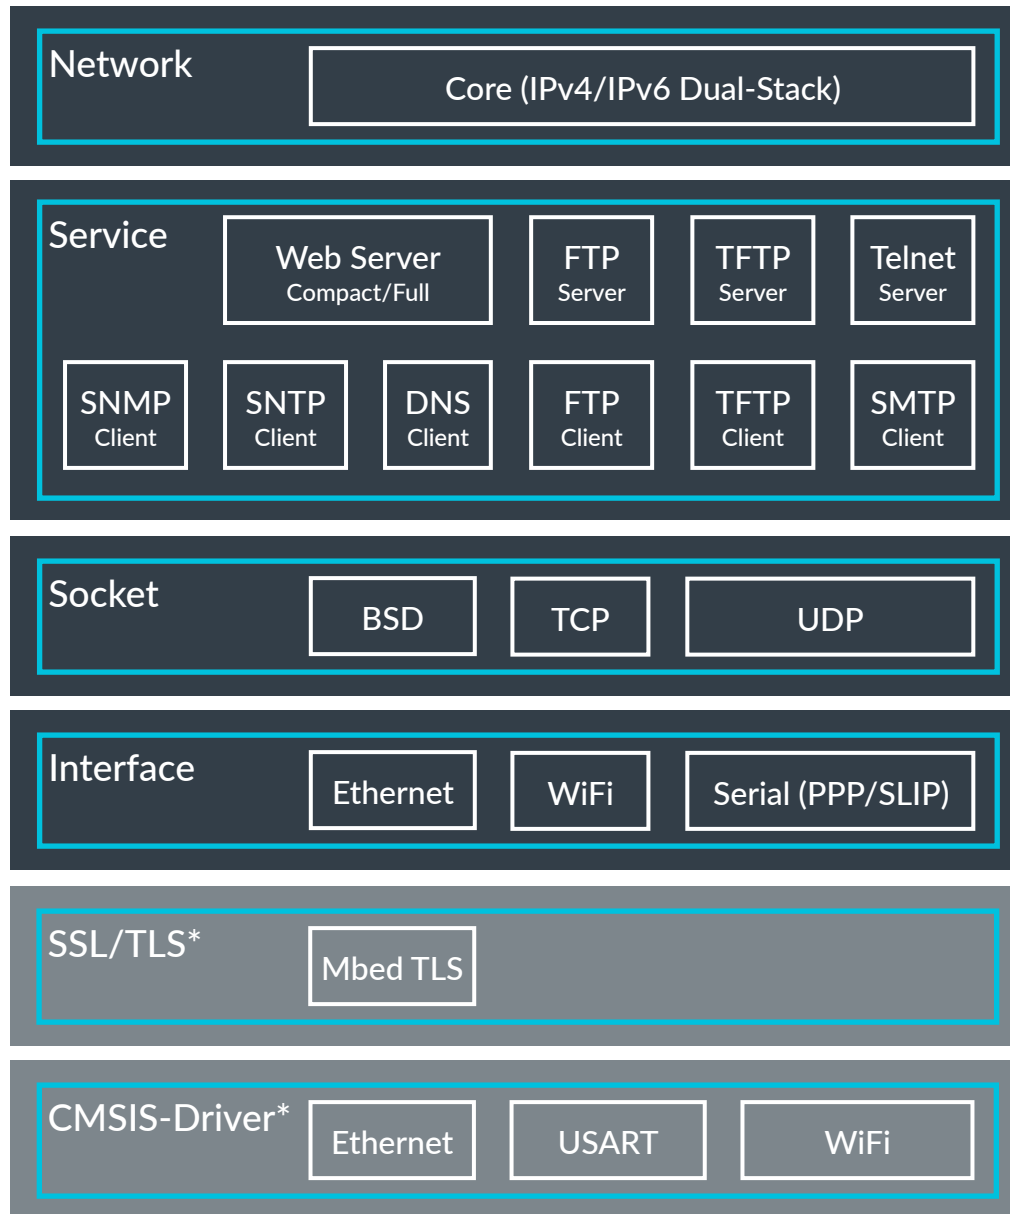 Network
Core (IPv4/IPv6 Dual-Stack)
Service
Web Server
Compact/Full
FTP
Server
TFTP
Server
Telnet
Server
SNMP
Client
SNTP
Client
DNS
Client
FTP
Client
TFTP
Client
SMTP
Client
Socket
BSD
TCP
UDP
Interface
Ethernet
WiFi
Serial (PPP/SLIP)
SSL/TLS*
Mbed TLS
CMSIS-Driver*
Ethernet
USART
WiFi